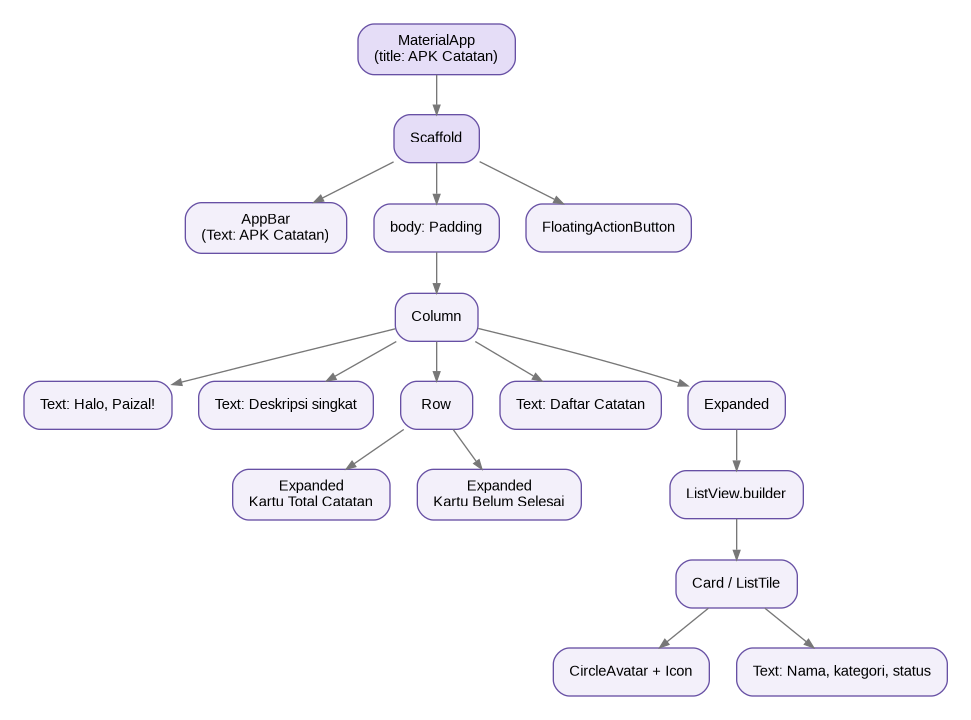 MaterialApp
(title: APK Catatan)
Scaffold
AppBar
(Text: APK Catatan)
body: Padding
FloatingActionButton
Column
Text: Halo, Paizal!
Text: Deskripsi singkat
Row
Text: Daftar Catatan
Expanded
Expanded
Kartu Total Catatan
Expanded
Kartu Belum Selesai
ListView.builder
Card / ListTile
CircleAvatar + Icon
Text: Nama, kategori, status